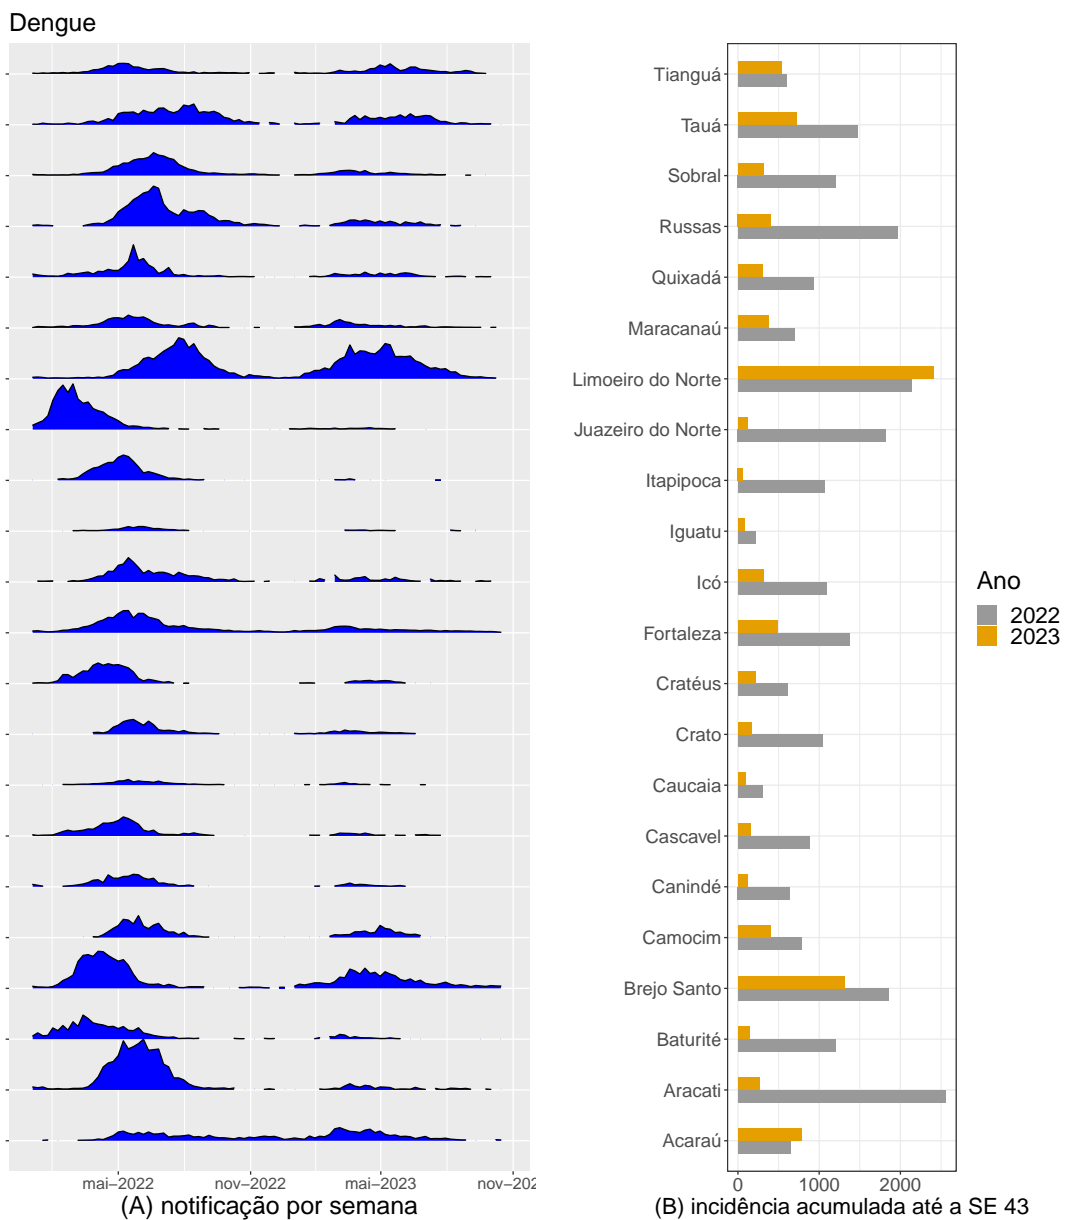 Dengue
Tianguá
Tauá
Sobral
Russas
Quixadá
Maracanaú
Limoeiro do Norte
Juazeiro do Norte
Itapipoca
Iguatu
Icó
Fortaleza
Cratéus
Crato
Caucaia
Cascavel
Canindé
Camocim
Brejo Santo
Baturité
Aracati
Acaraú
Ano
2022
2023
mai–2022 nov–2022 mai–2023 nov–202
0 1000 2000
(A) notificação por semana
(B) incidência acumulada até a SE 43